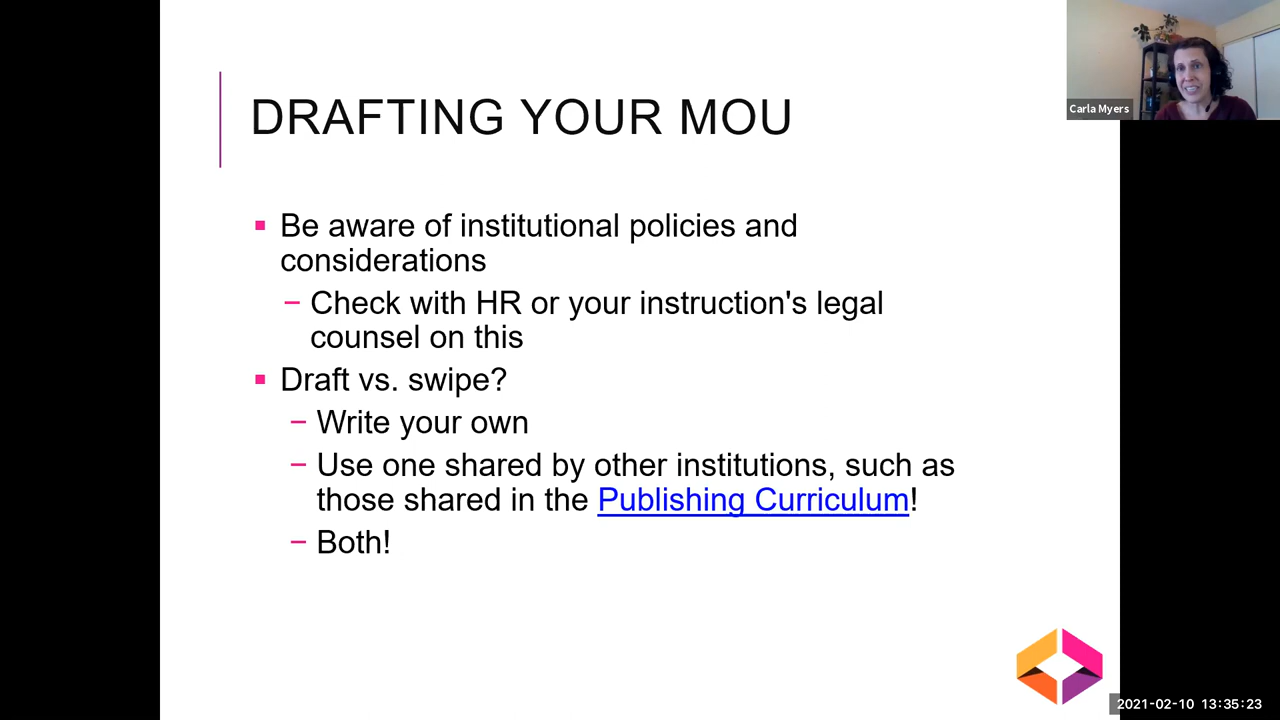 DRAFTING YOUR MOU
Carla Myers
Be aware of institutional policies and
considerations
− Check with HR or your instruction's legal
counsel on this
Draft vs. swipe?
− Write your own
− Use one shared by other institutions, such as
those shared in the Publishing Curriculum!
− Both!
2021-02-10 13:35:23